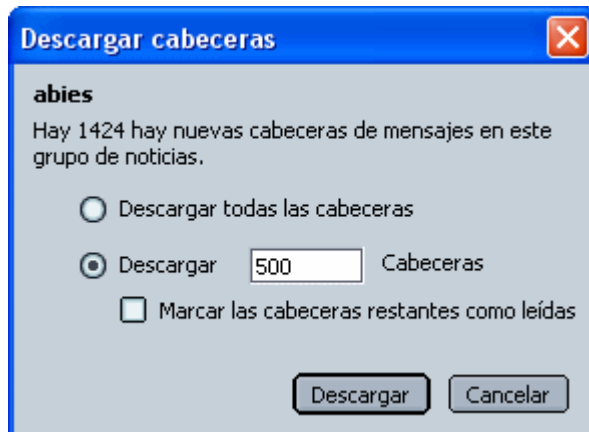 Descargar cabeceras
abies
Hay 1424 hay nuevas cabeceras de mensajes en este
grupo de noticias.
Descargar todas las cabeceras
Descargar 500 Cabeceras
Marcar las cabeceras restantes como leídas
Descargar Cancelar